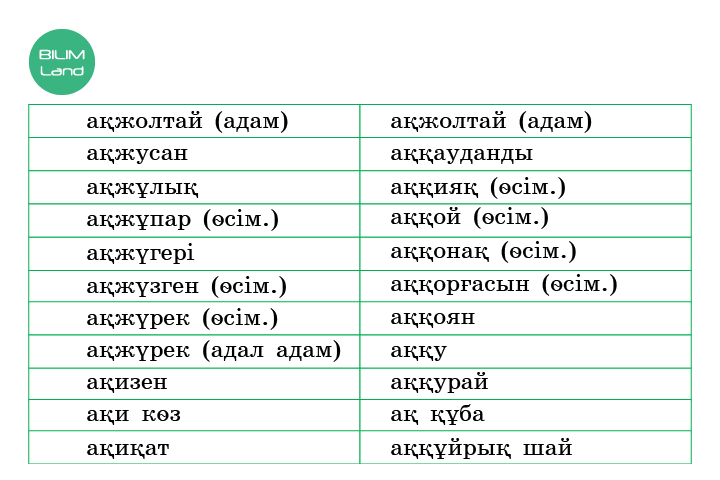 BILIM
Land
ақжолтай (адам) ақжолтай (адам)
ақжусан аққауданды
ақжұлық аққияқ (өсім.)
ақжұпар (өсім.) аққой (өсім.)
ақжүгері аққонақ (өсім.)
ақжүзген (өсім.) аққорғасын (өсім.)
ақжүрек (өсім.) аққоян
ақжүрек (адал адам) аққу
ақизен аққурай
ақи көз ақ құба
ақиқат аққұйрық шай